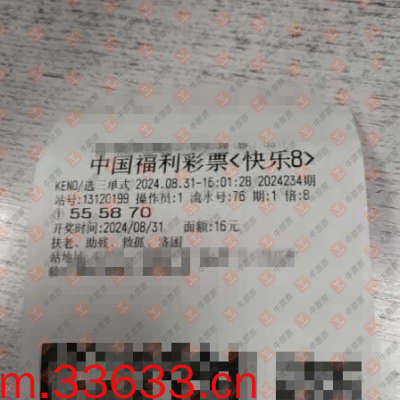 中国福利彩票<快乐8>
KENO/选三单式 2024.08.31-16:01:28 2024234期
站号:13120199 操作员:1 流水号:76 期:1 倍:8
① 55 58 70
开奖时间:2024/08/31 面额:16元
扶老、助残、救孤、济困
站地址:
m.33633.cn